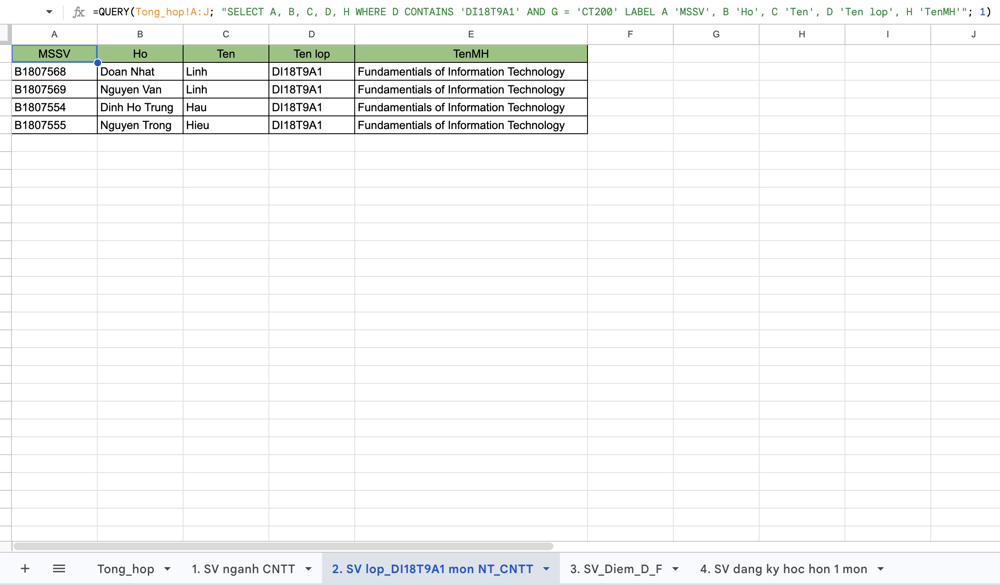 fx =QUERY(Tong_hop!A:J; "SELECT A, B, C, D, H WHERE D CONTAINS 'DI18T9A1' AND G = 'CT200' LABEL A 'MSSV', B 'Ho', C 'Ten', D 'Ten lop', H 'TenMH'"; 1)
A B C D E F G H I J
MSSV Ho Ten Ten lop TenMH
B1807568 Doan Nhat Linh DI18T9A1 Fundamentials of Information Technology
B1807569 Nguyen Van Linh DI18T9A1 Fundamentials of Information Technology
B1807554 Dinh Ho Trung Hau DI18T9A1 Fundamentials of Information Technology
B1807555 Nguyen Trong Hieu DI18T9A1 Fundamentials of Information Technology
Tong_hop 1. SV nganh CNTT 2. SV lop_DI18T9A1 mon NT_CNTT 3. SV_Diem_D_F 4. SV dang ky hoc hon 1 mon